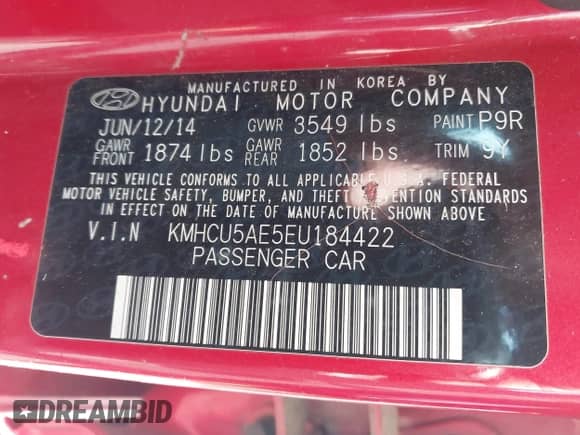 MANUFACTURED IN KOREA BY
HYUNDAI MOTOR COMPANY
JUN/12/14 GVWR 3549 lbs PAINT P9R
GAWR FRONT 1874 lbs GAWR REAR 1852 lbs. TRIM 9Y
THIS VEHICLE CONFORMS TO ALL APPLICABLE U.S.A. FEDERAL
MOTOR VEHICLE SAFETY, BUMPER, AND THEFT PREVENTION STANDARDS
IN EFFECT ON THE DATE OF MANUFACTURE SHOWN ABOVE
V.I.N KMHCU5AE5EU184422
PASSENGER CAR
DREAMBID